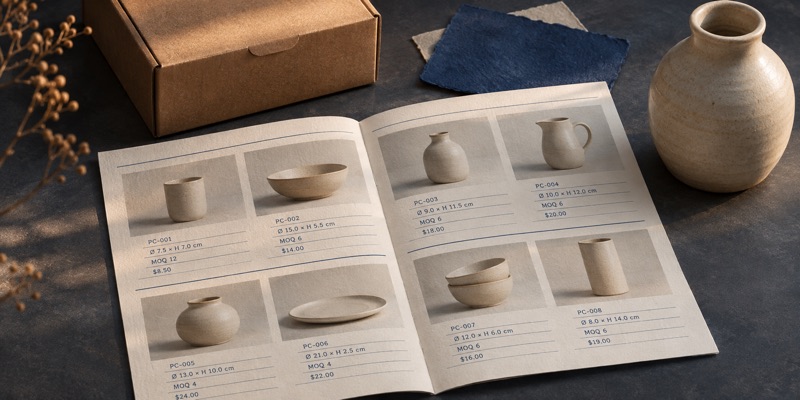 PC-001
Ø 7.5 × H 7.0 cm
MOQ 12
$8.50
PC-002
Ø 15.0 × H 5.5 cm
MOQ 6
$14.00
PC-005
Ø 13.0 × H 10.0 cm
MOQ 4
$24.00
PC-006
Ø 21.0 × H 2.5 cm
MOQ 4
$22.00
PC-003
Ø 9.0 × H 11.5 cm
MOQ 6
$18.00
PC-004
Ø 10.0 × H 12.0 cm
MOQ 6
$20.00
PC-007
Ø 12.0 × H 6.0 cm
MOQ 6
$16.00
PC-008
Ø 8.0 × H 14.0 cm
MOQ 6
$19.00